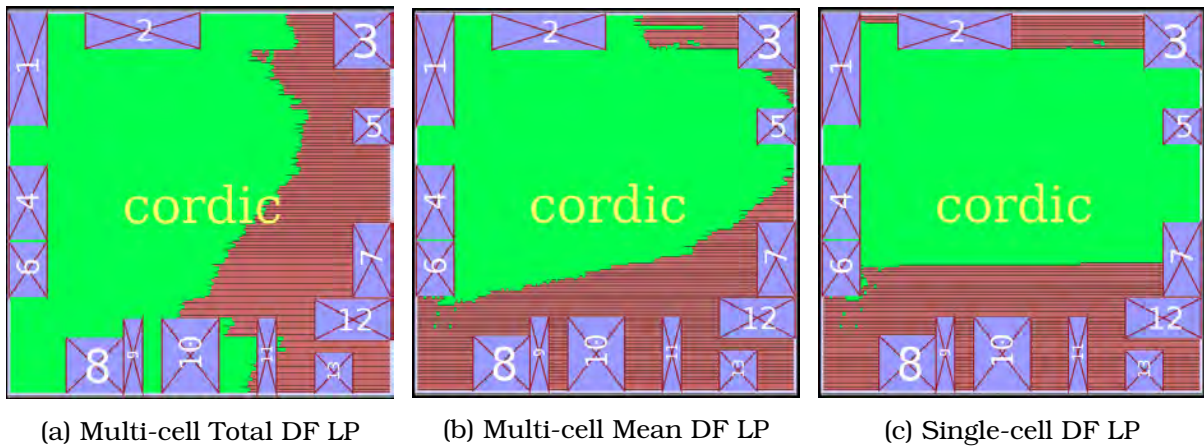 1 2 3 4 5 6 7 8 9 10 11 12 13 cordic
1 2 3 4 5 6 7 8 9 10 11 12 13 cordic
1 2 3 4 5 6 7 8 9 10 11 12 13 cordic
(a) Multi-cell Total DF LP
(b) Multi-cell Mean DF LP
(c) Single-cell DF LP